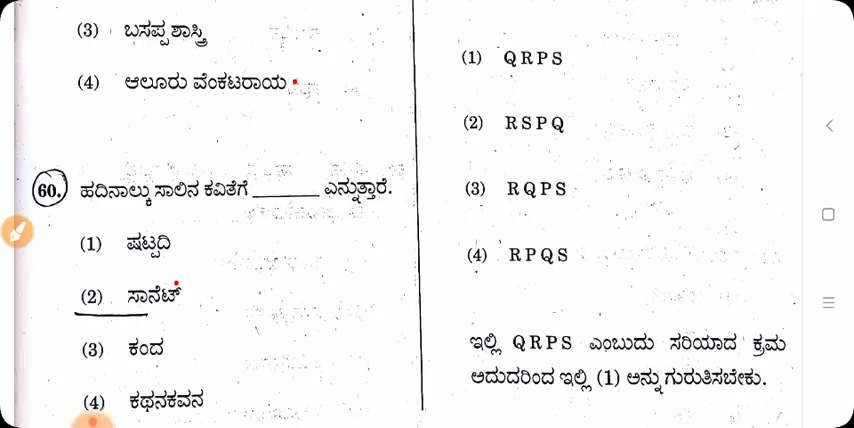 (3) ಬಸಪ್ಪ ಶಾಸ್ತ್ರಿ
(4) ಆಲೂರು ವೆಂಕಟರಾಯ
60. ಹದಿನಾಲ್ಕು ಸಾಲಿನ ಕವಿತೆಗೆ ______ ಎನ್ನುತ್ತಾರೆ.
(1) ಷಟ್ಪದಿ
(2) ಸಾನೆಟ್
(3) ಕಂದ
(4) ಕಥನಕವನ
(1) QRPS
(2) RSPQ
(3) RQPS
(4) RPQS
ಇಲ್ಲಿ QRPS ಎಂಬುದು ಸರಿಯಾದ ಕ್ರಮ
ಆದುದರಿಂದ ಇಲ್ಲಿ (1) ಅನ್ನು ಗುರುತಿಸಬೇಕು.